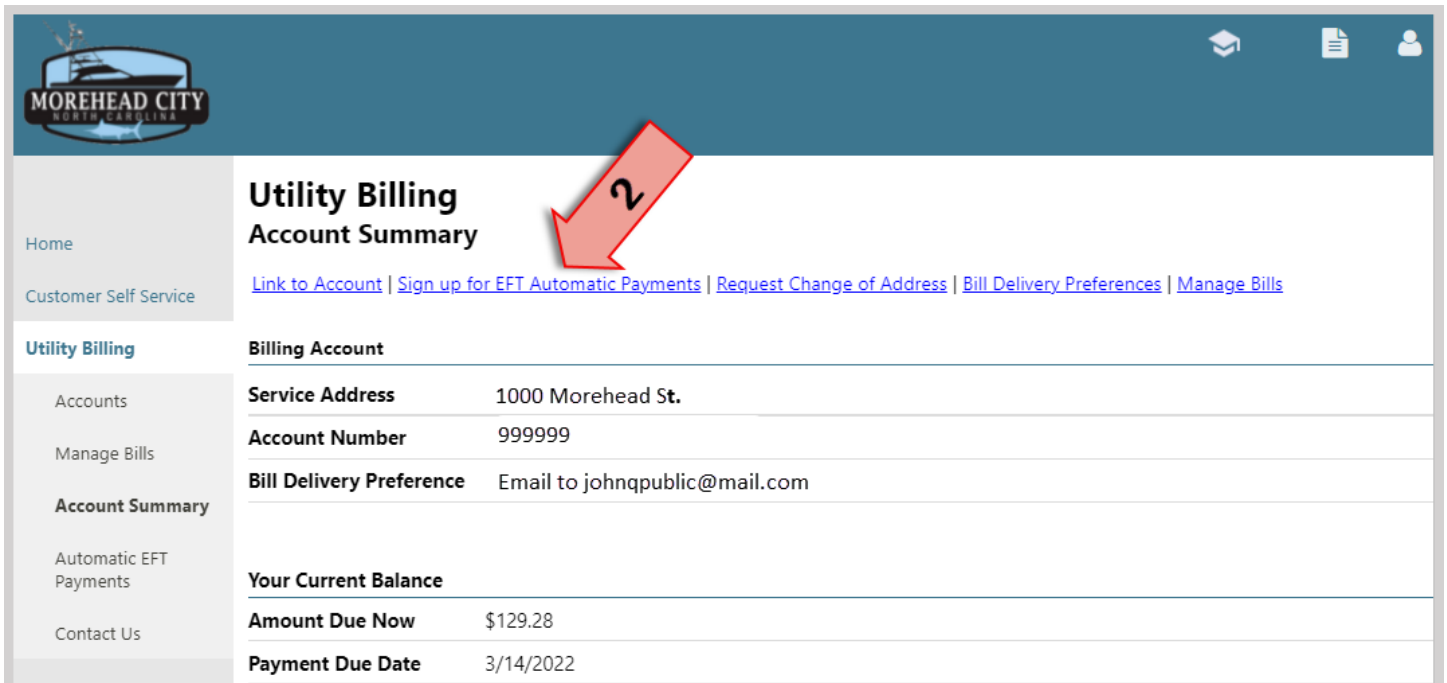 MOREHEAD CITY
NORTH CAROLINA
2
Utility Billing
Account Summary
Link to Account | Sign up for EFT Automatic Payments | Request Change of Address | Bill Delivery Preferences | Manage Bills
Home
Customer Self Service
Utility Billing
Accounts
Manage Bills
Account Summary
Automatic EFT
Payments
Contact Us
Billing Account
Service Address 1000 Morehead St.
Account Number 999999
Bill Delivery Preference Email to johnqpublic@mail.com
Your Current Balance
Amount Due Now $129.28
Payment Due Date 3/14/2022